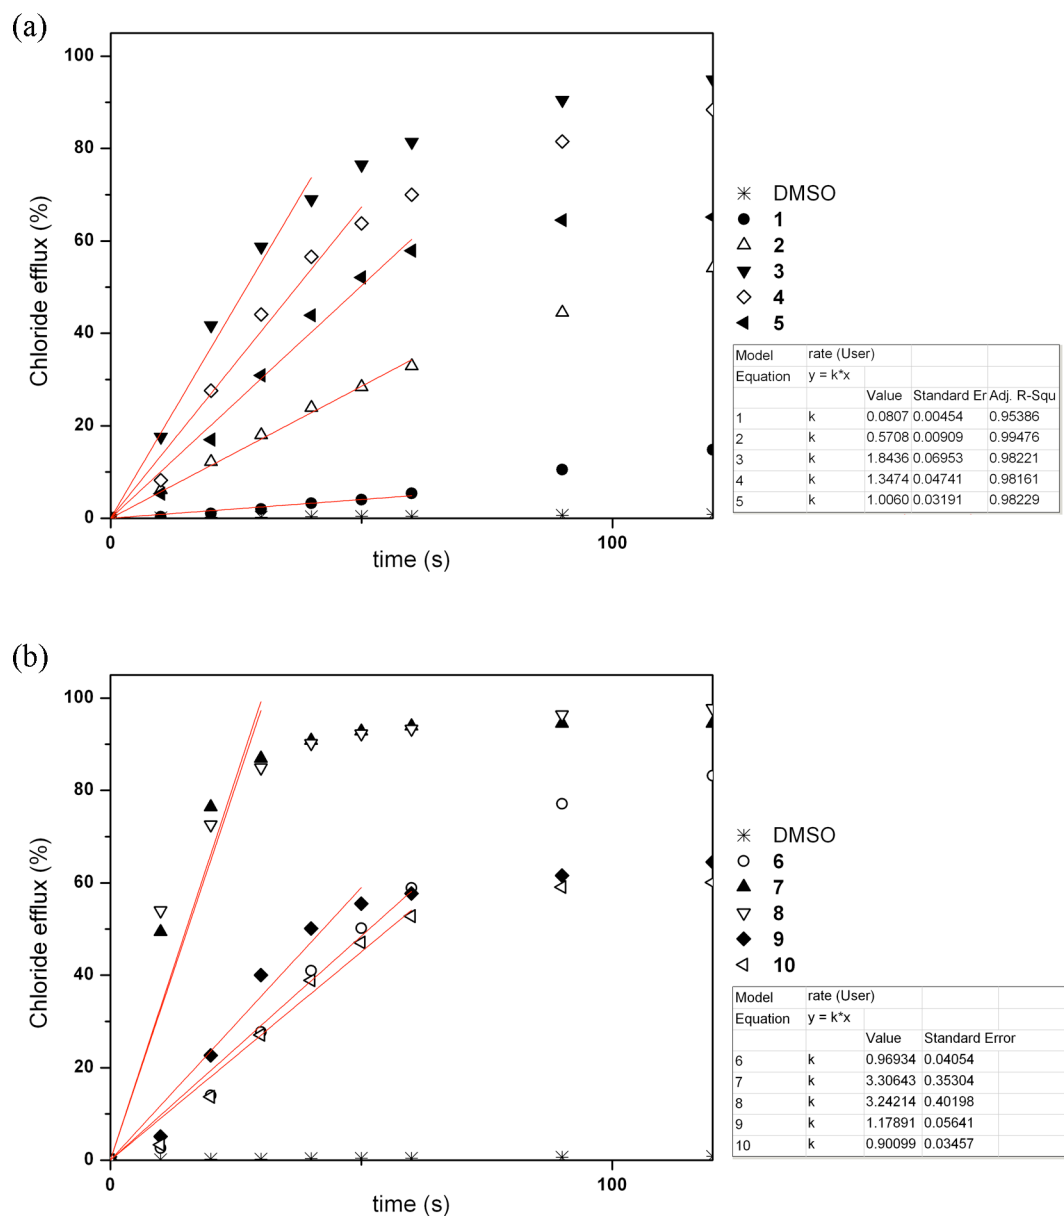 (a)
100
80
60
40
20
0
Chloride efflux (%)
0
100
time (s)
DMSO
1
2
3
4
5
Model rate (User)
Equation y = k*x
Value Standard Er Adj. R-Squ
1 k 0.0807 0.00454 0.95386
2 k 0.5708 0.00909 0.99476
3 k 1.8436 0.06953 0.98221
4 k 1.3474 0.04741 0.98161
5 k 1.0060 0.03191 0.98229
(b)
100
80
60
40
20
0
Chloride efflux (%)
0
100
time (s)
DMSO
6
7
8
9
10
Model rate (User)
Equation y = k*x
Value Standard Error
6 k 0.96934 0.04054
7 k 3.30643 0.35304
8 k 3.24214 0.40198
9 k 1.17891 0.05641
10 k 0.90099 0.03457